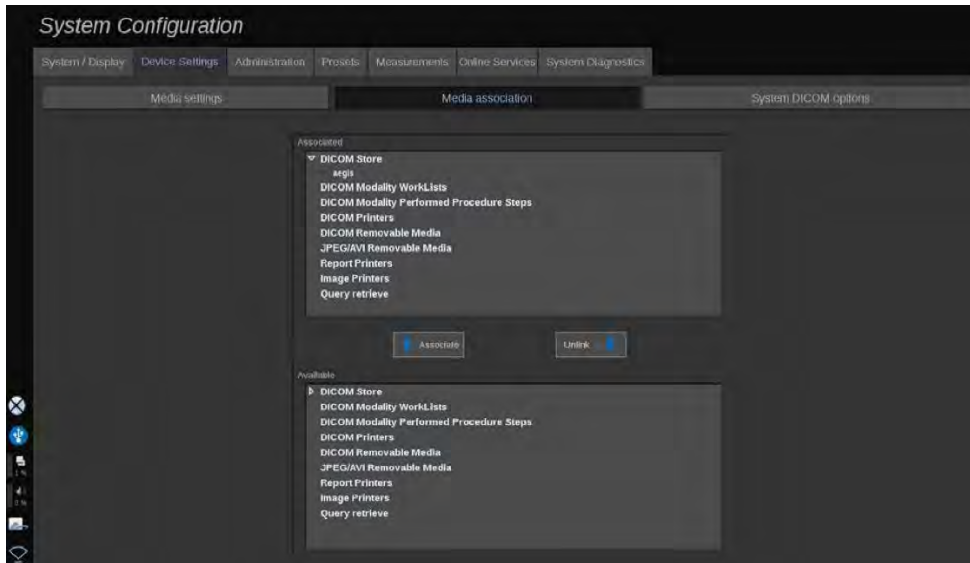 System Configuration
System / Display Device Settings Administration Presets Measurements Online Services System Diagnostics
Media settings Media association System DICOM options
Associated
DICOM Store
aegis
DICOM Modality WorkLists
DICOM Modality Performed Procedure Steps
DICOM Printers
DICOM Removable Media
JPEG/AVI Removable Media
Report Printers
Image Printers
Query retrieve
Associate Unlink
Available
DICOM Store
DICOM Modality WorkLists
DICOM Modality Performed Procedure Steps
DICOM Printers
DICOM Removable Media
JPEG/AVI Removable Media
Report Printers
Image Printers
Query retrieve